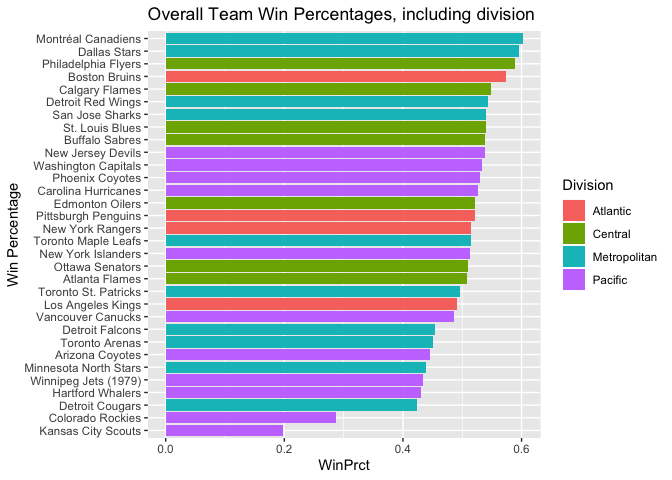 Overall Team Win Percentages, including division
Win Percentage
Montréal Canadiens
Dallas Stars
Philadelphia Flyers
Boston Bruins
Calgary Flames
Detroit Red Wings
San Jose Sharks
St. Louis Blues
Buffalo Sabres
New Jersey Devils
Washington Capitals
Phoenix Coyotes
Carolina Hurricanes
Edmonton Oilers
Pittsburgh Penguins
New York Rangers
Toronto Maple Leafs
New York Islanders
Ottawa Senators
Atlanta Flames
Toronto St. Patricks
Los Angeles Kings
Vancouver Canucks
Detroit Falcons
Toronto Arenas
Arizona Coyotes
Minnesota North Stars
Winnipeg Jets (1979)
Hartford Whalers
Detroit Cougars
Colorado Rockies
Kansas City Scouts
0.0 0.2 0.4 0.6
WinPrct
Division
Atlantic
Central
Metropolitan
Pacific